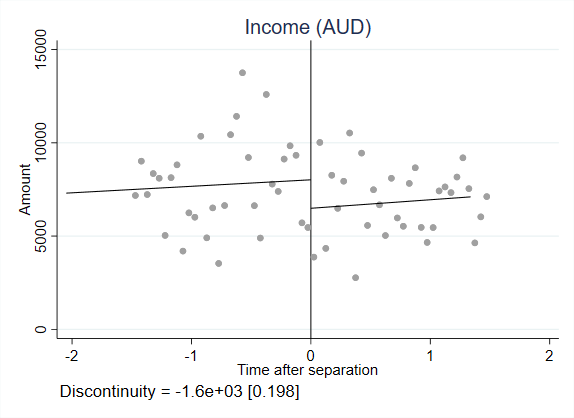 Income (AUD)
15000
10000
5000
0
Amount
-2
-1
0
1
2
Time after separation
Discontinuity = -1.6e+03 [0.198]